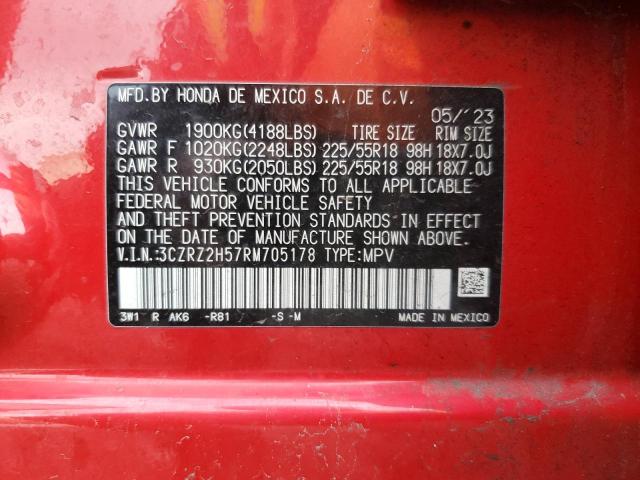 MFD.BY HONDA DE MEXICO S.A. DE C.V.
05/'23
GVWR 1900KG(4188LBS) TIRE SIZE RIM SIZE
GAWR F 1020KG(2248LBS) 225/55R18 98H 18X7.0J
GAWR R 930KG(2050LBS) 225/55R18 98H 18X7.0J
THIS VEHICLE CONFORMS TO ALL APPLICABLE
FEDERAL MOTOR VEHICLE SAFETY
AND THEFT PREVENTION STANDARDS IN EFFECT
ON THE DATE OF MANUFACTURE SHOWN ABOVE.
V.I.N.:3CZRZ2H57RM705178 TYPE:MPV
3W1 R AK6 -R81 -S -M MADE IN MEXICO